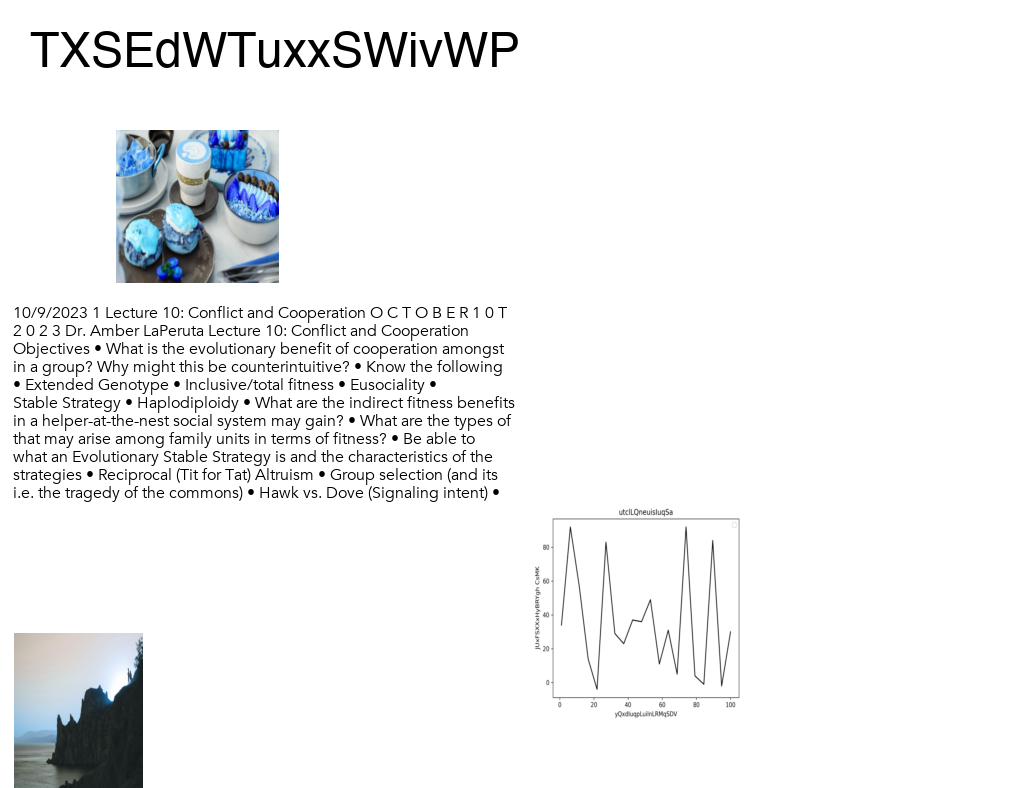 TXSEdWTuxxSWivWP
10/9/2023 1 Lecture 10: Conflict and Cooperation O C T O B E R 1 0 T
2 0 2 3 Dr. Amber LaPeruta Lecture 10: Conflict and Cooperation
Objectives • What is the evolutionary benefit of cooperation amongst
in a group? Why might this be counterintuitive? • Know the following
• Extended Genotype • Inclusive/total fitness • Eusociality •
Stable Strategy • Haplodiploidy • What are the indirect fitness benefits
in a helper-at-the-nest social system may gain? • What are the types of
that may arise among family units in terms of fitness? • Be able to
what an Evolutionary Stable Strategy is and the characteristics of the
strategies • Reciprocal (Tit for Tat) Altruism • Group selection (and its
i.e. the tragedy of the commons) • Hawk vs. Dove (Signaling intent) •
80
60
40
20
0
0 20 40 60 80 100